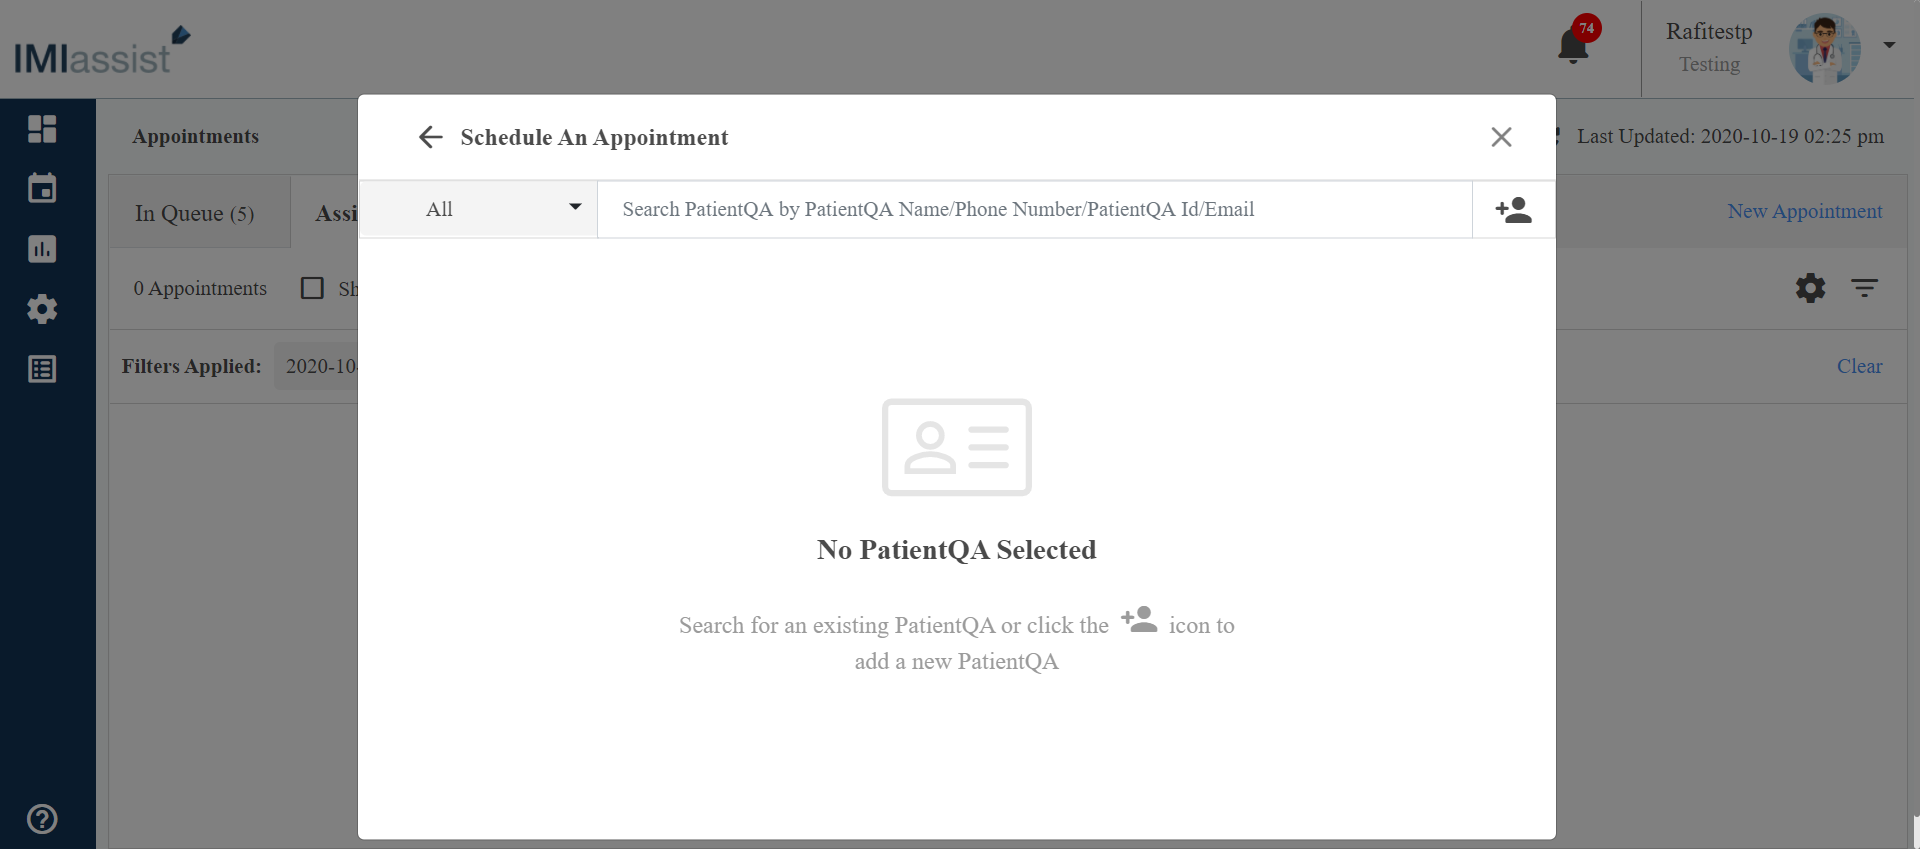 IMIassist
74
Rafitestp
Testing
Appointments
Schedule An Appointment
Last Updated: 2020-10-19 02:25 pm
In Queue (5)
Assi
All
Search PatientQA by PatientQA Name/Phone Number/PatientQA Id/Email
New Appointment
0 Appointments
Sh
Filters Applied:
2020-10-
Clear
No PatientQA Selected
Search for an existing PatientQA or click the icon to
add a new PatientQA